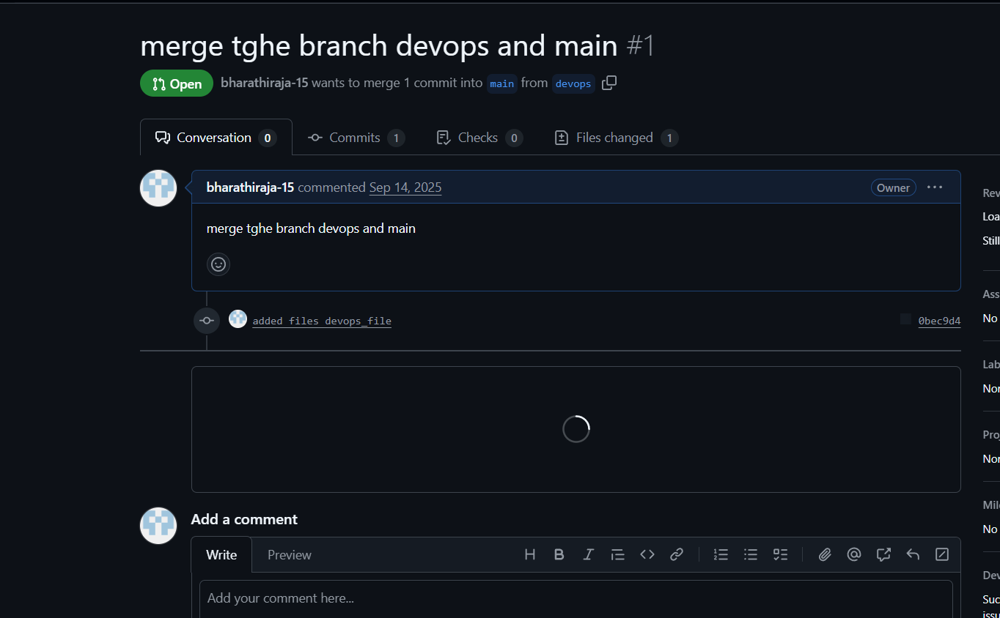 merge tghe branch devops and main #1
Open bharathiraja-15 wants to merge 1 commit into main from devops
Conversation 0 Commits 1 Checks 0 Files changed 1
bharathiraja-15 commented Sep 14, 2025 Owner
merge tghe branch devops and main
added files devops_file 0bec9d4
Add a comment
Write Preview
Add your comment here...
Rev
Loa
Still
Ass
No
Lab
Nor
Proj
Nor
Mile
No
Dev
Suc
issu